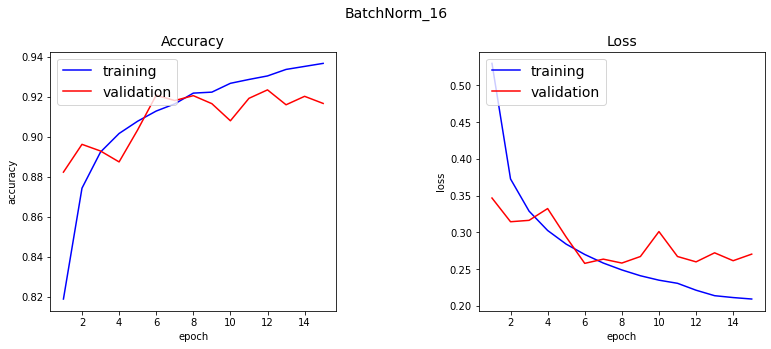 BatchNorm_16
Accuracy
training
validation
0.94
0.92
0.90
0.88
0.86
0.84
0.82
accuracy
2 4 6 8 10 12 14
epoch
Loss
training
validation
0.50
0.45
0.40
0.35
0.30
0.25
0.20
loss
2 4 6 8 10 12 14
epoch